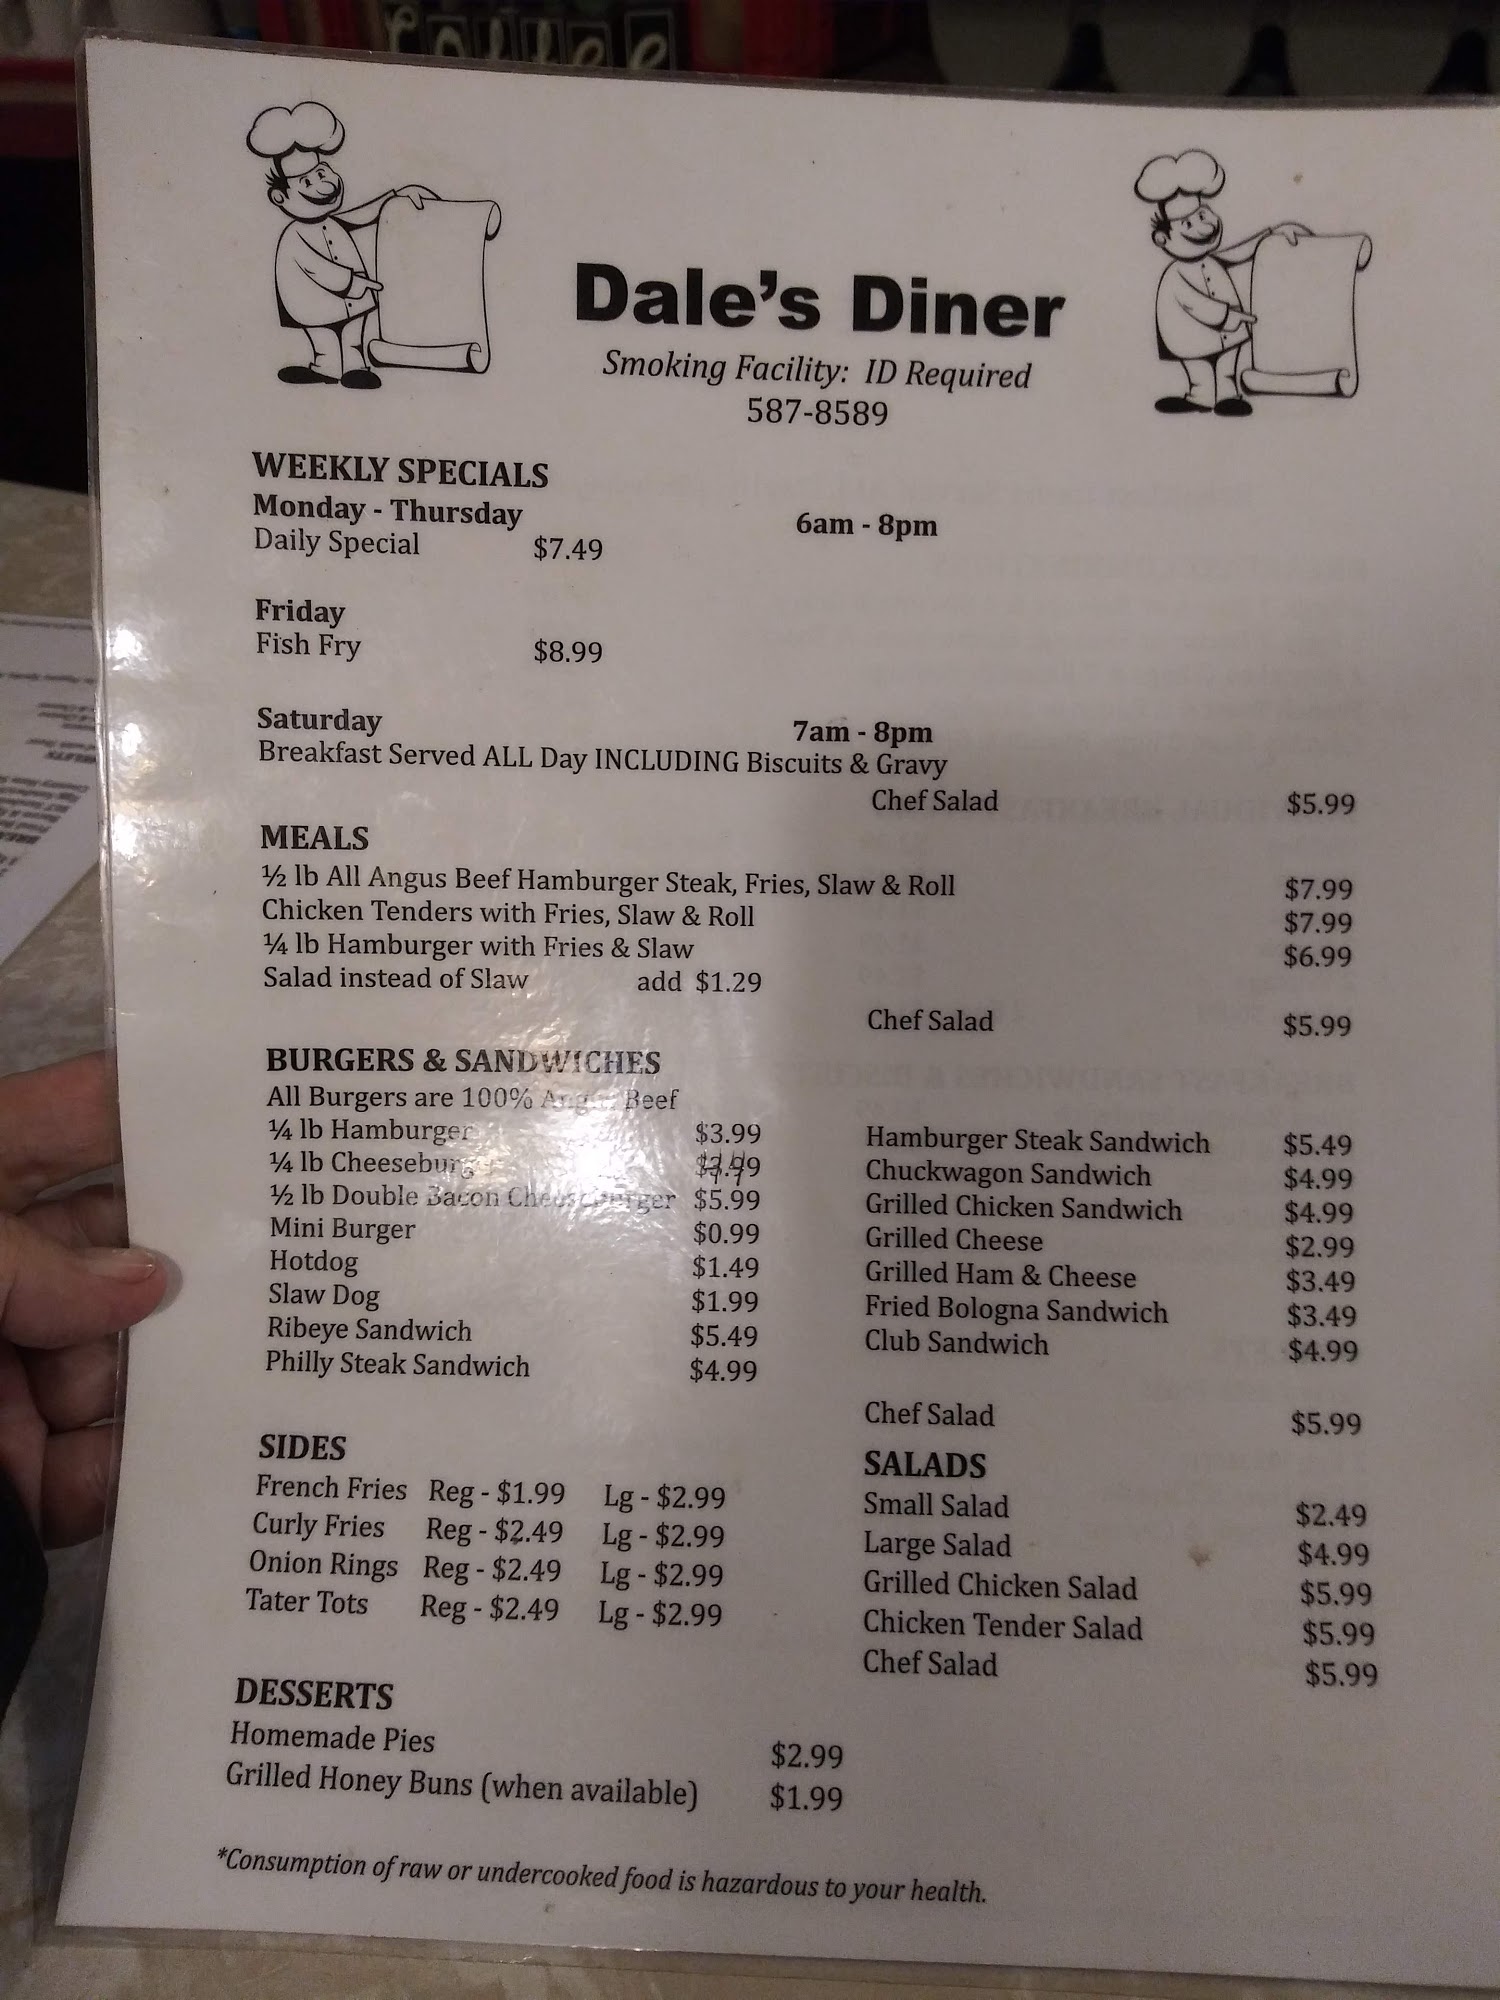 Coffee
Dale's Diner
Smoking Facility: ID Required
587-8589
WEEKLY SPECIALS
Monday - Thursday 6am - 8pm
Daily Special $7.49
Friday
Fish Fry $8.99
Saturday 7am - 8pm
Breakfast Served ALL Day INCLUDING Biscuits & Gravy
Chef Salad $5.99
MEALS
½ lb All Angus Beef Hamburger Steak, Fries, Slaw & Roll $7.99
Chicken Tenders with Fries, Slaw & Roll $7.99
¼ lb Hamburger with Fries & Slaw $6.99
Salad instead of Slaw add $1.29
Chef Salad $5.99
BURGERS & SANDWICHES
All Burgers are 100% Angus Beef
¼ lb Hamburger $3.99
¼ lb Cheeseburger
½ lb Double Bacon Cheeseburger $5.99
Mini Burger $0.99
Hotdog $1.49
Slaw Dog $1.99
Ribeye Sandwich $5.49
Philly Steak Sandwich $4.99
Hamburger Steak Sandwich $5.49
Chuckwagon Sandwich $4.99
Grilled Chicken Sandwich $4.99
Grilled Cheese $2.99
Grilled Ham & Cheese $3.49
Fried Bologna Sandwich $3.49
Club Sandwich $4.99
Chef Salad $5.99
SIDES
French Fries Reg - $1.99 Lg - $2.99
Curly Fries Reg - $2.49 Lg - $2.99
Onion Rings Reg - $2.49 Lg - $2.99
Tater Tots Reg - $2.49 Lg - $2.99
SALADS
Small Salad $2.49
Large Salad $4.99
Grilled Chicken Salad $5.99
Chicken Tender Salad $5.99
Chef Salad $5.99
DESSERTS
Homemade Pies $2.99
Grilled Honey Buns (when available) $1.99
*Consumption of raw or undercooked food is hazardous to your health.